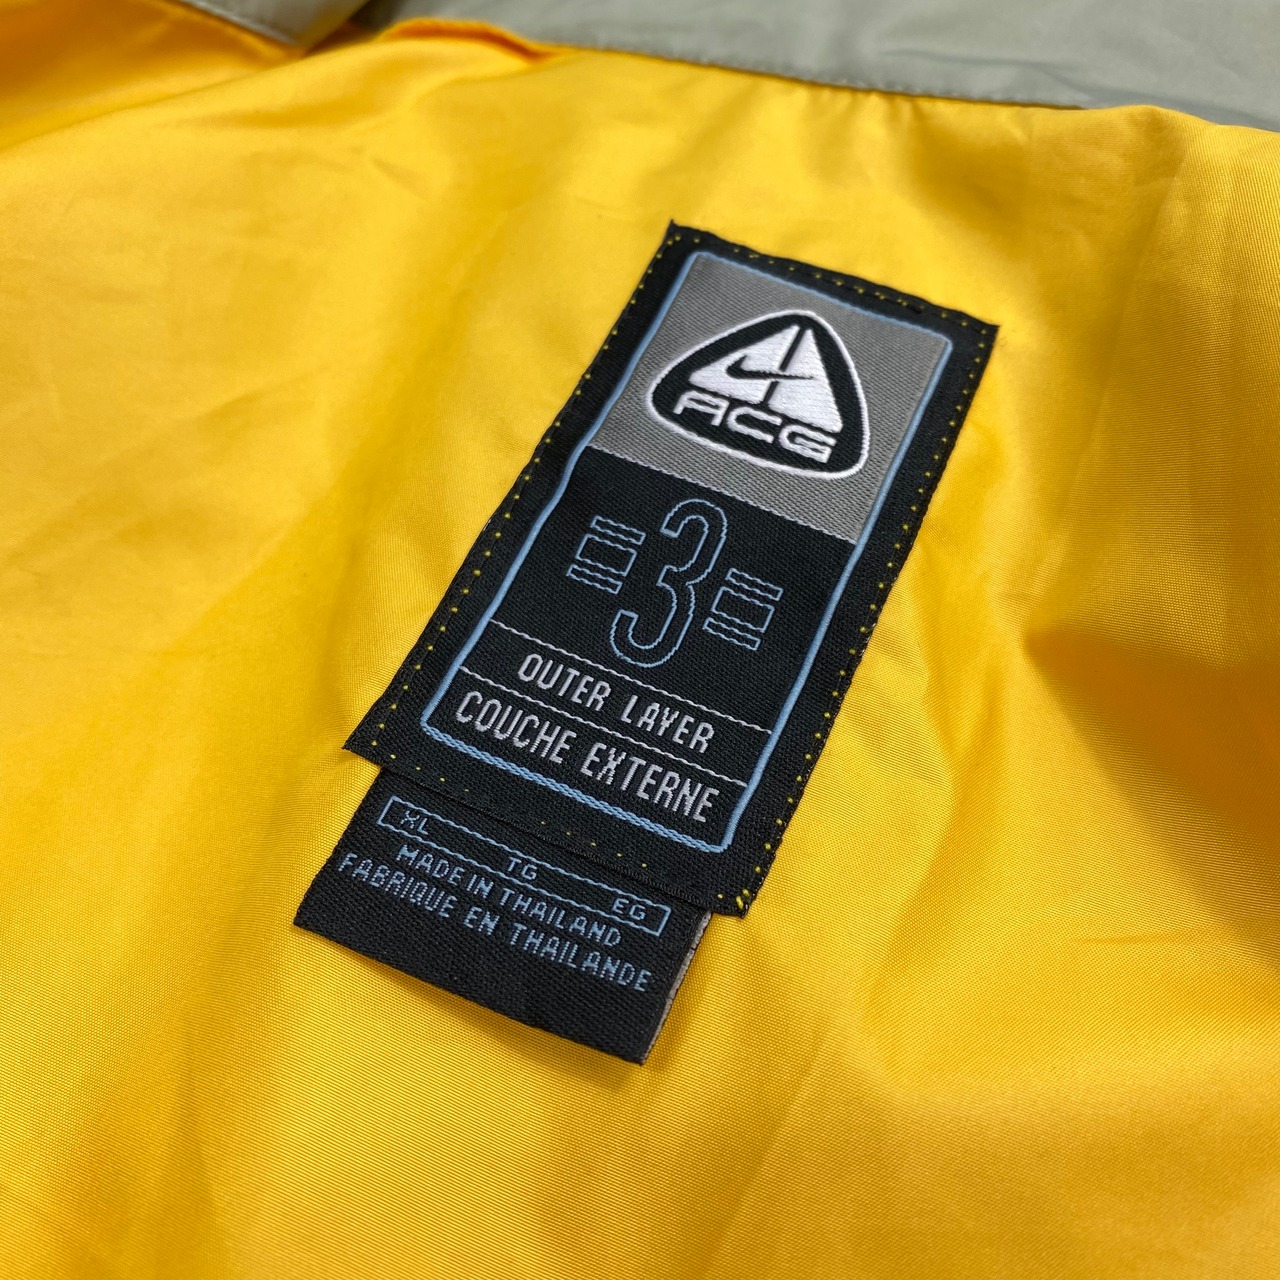 ACG
3
OUTER LAYER
COUCHE EXTERNE
XL TG EG
MADE IN THAILAND
FABRIQUE EN THAILANDE